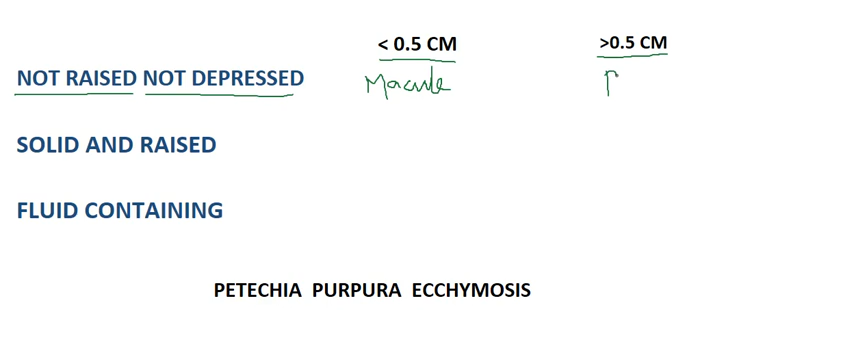 < 0.5 CM >0.5 CM
NOT RAISED NOT DEPRESSED Macule
SOLID AND RAISED
FLUID CONTAINING
PETECHIA PURPURA ECCHYMOSIS